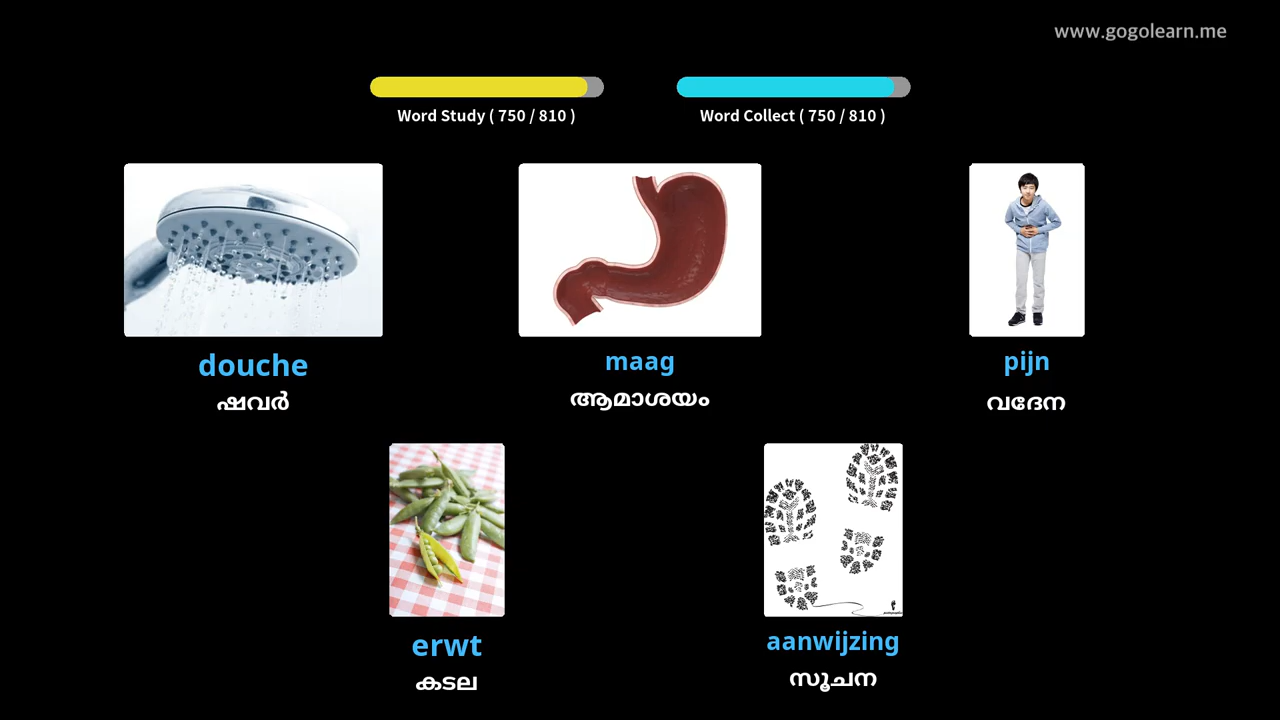 www.gogolearn.me
Word Study ( 750 / 810 )
Word Collect ( 750 / 810 )
douche
ഷവർ
maag
ആമാശയം
pijn
വദേന
erwt
കടല
aanwijzing
സൂചന